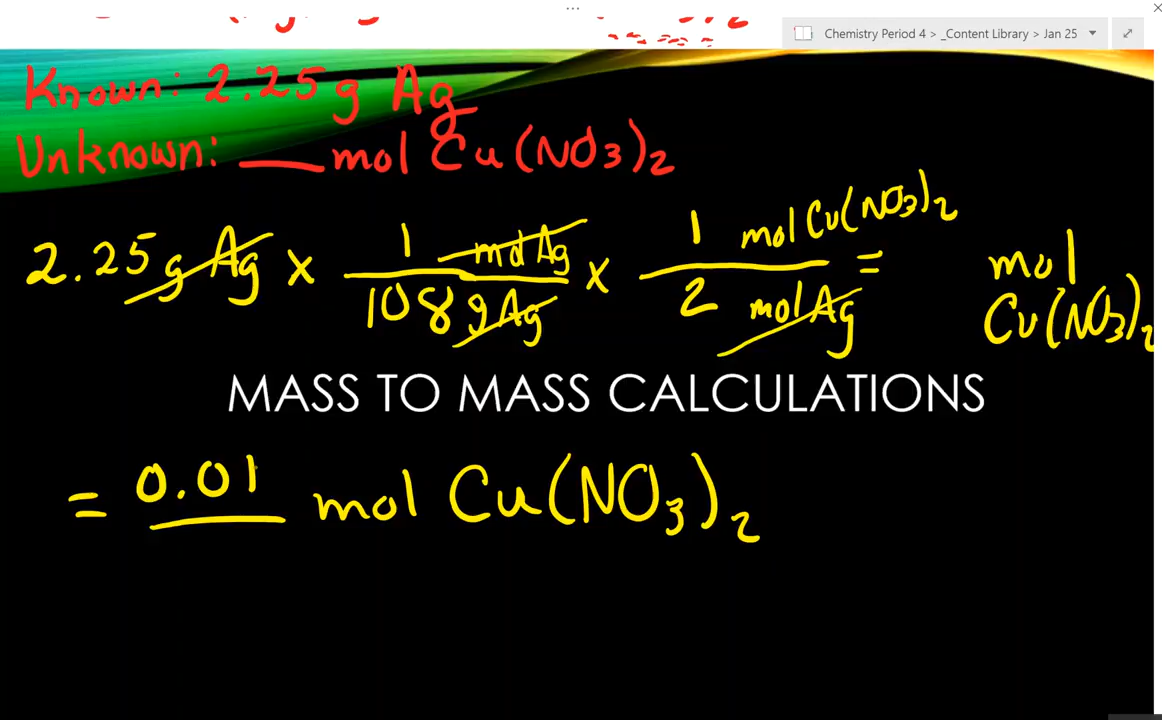 Chemistry Period 4 > _Content Library > Jan 25
Known: 2.25 g Ag
Unknown: ___ mol Cu(NO3)2
2.25 g Ag x 1 mol Ag / 108 g Ag x 1 mol Cu(NO3)2 / 2 mol Ag = mol Cu(NO3)2
MASS TO MASS CALCULATIONS
= 0.01 mol Cu(NO3)2